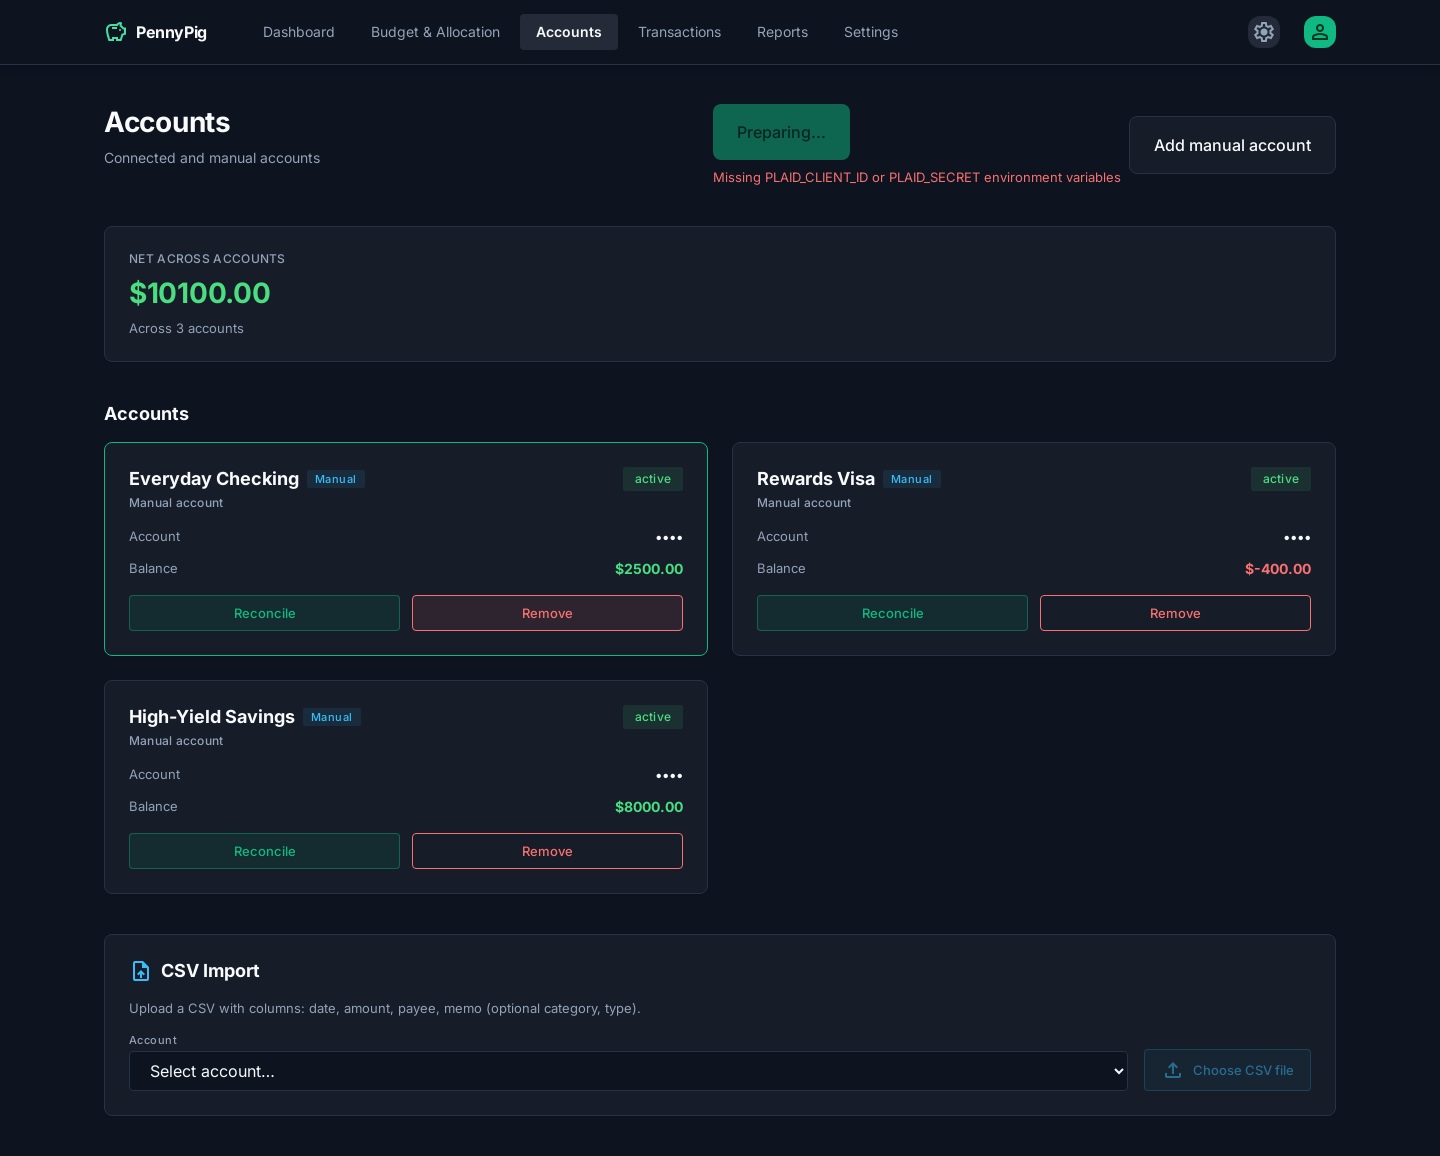 PennyPig
Dashboard
Budget & Allocation
Accounts
Transactions
Reports
Settings
Accounts
Connected and manual accounts
Preparing...
Missing PLAID_CLIENT_ID or PLAID_SECRET environment variables
Add manual account
NET ACROSS ACCOUNTS
$10100.00
Across 3 accounts
Accounts
Everyday Checking
Manual
active
Manual account
Account
••••
Balance
$2500.00
Reconcile
Remove
Rewards Visa
Manual
active
Manual account
Account
••••
Balance
$-400.00
Reconcile
Remove
High-Yield Savings
Manual
active
Manual account
Account
••••
Balance
$8000.00
Reconcile
Remove
CSV Import
Upload a CSV with columns: date, amount, payee, memo (optional category, type).
Account
Select account...
Choose CSV file